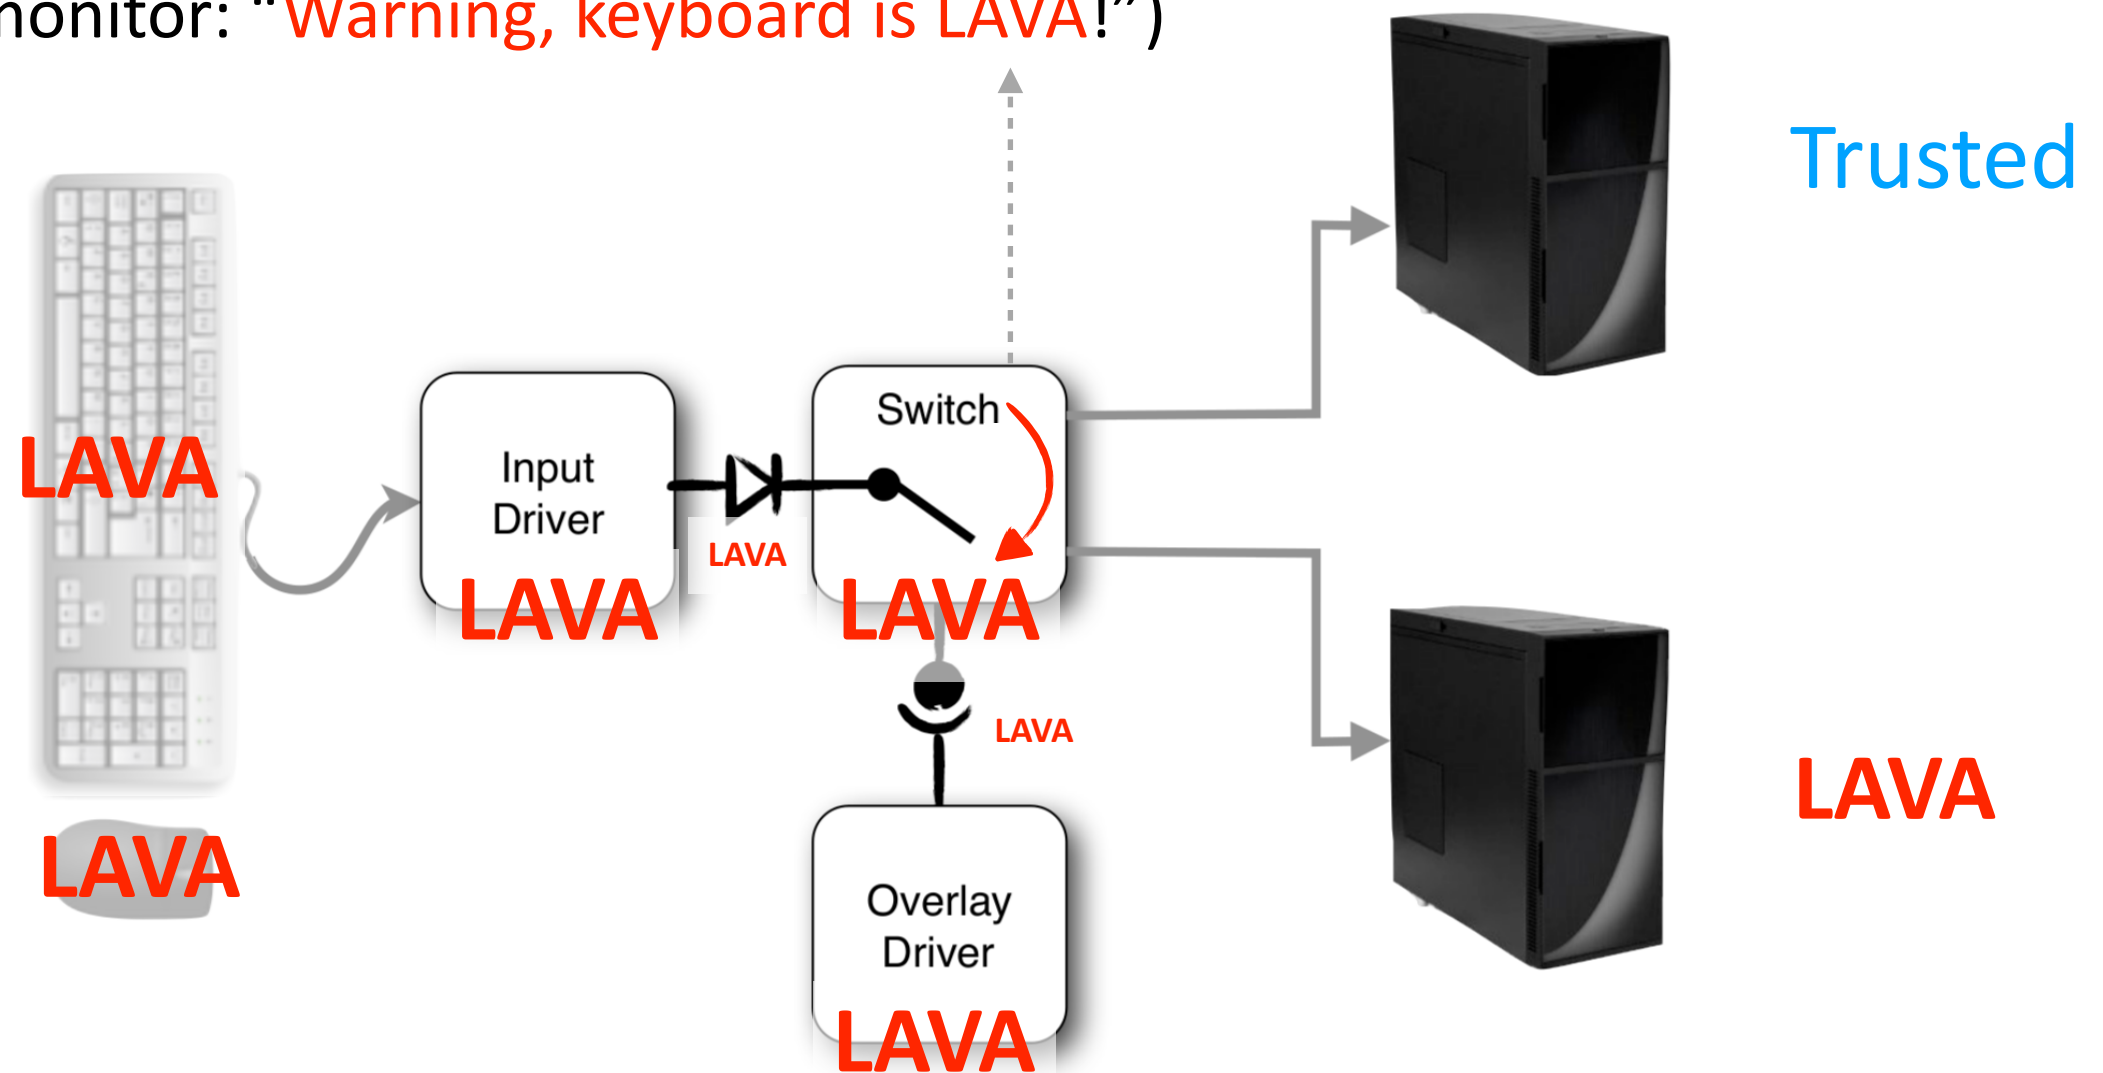 monitor: “Warning, keyboard is LAVA!”)
Trusted
Switch
Input
Driver
LAVA
LAVA
LAVA
LAVA
LAVA
LAVA
LAVA
Overlay
Driver
LAVA
LAVA